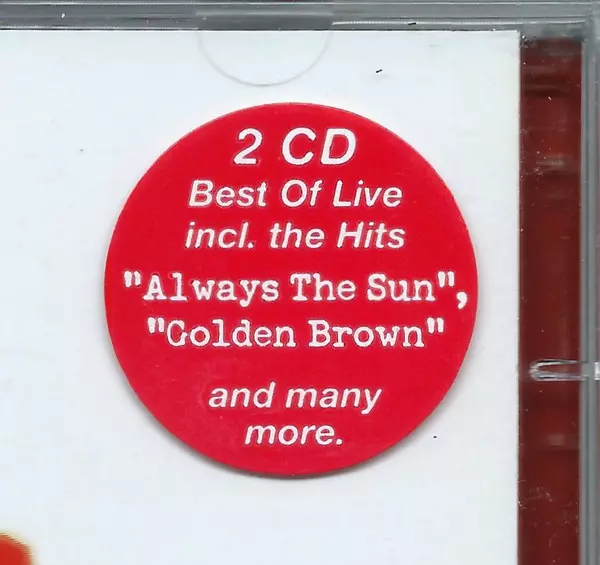 2 CD
Best Of Live
incl. the Hits
"Always The Sun",
"Golden Brown"
and many
more.